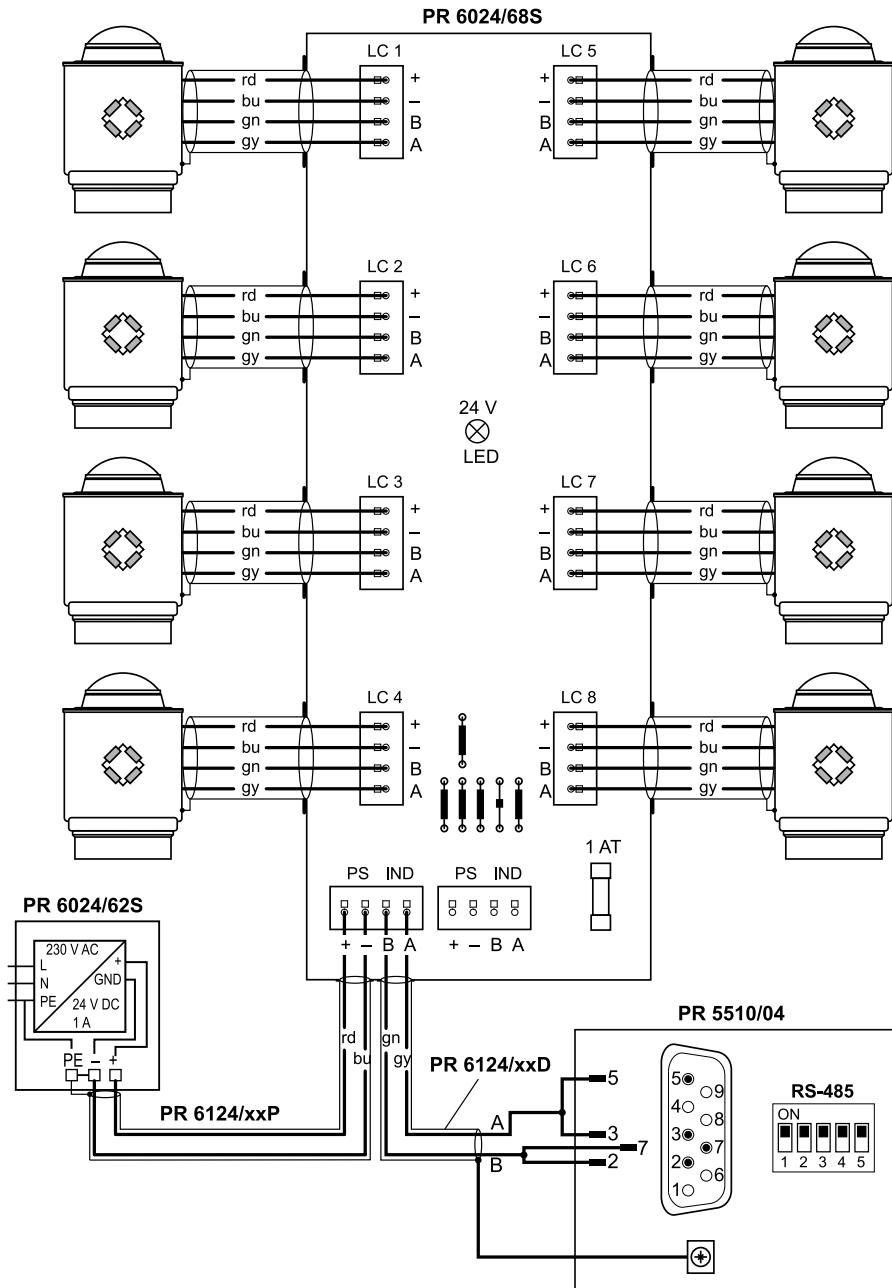 PR 6024/68S
LC 1
LC 5
rd + + rd
bu – – bu
gn B B gn
gy A A gy
LC 2
LC 6
rd + + rd
bu – – bu
gn B B gn
gy A A gy
24 V
LED
LC 3
LC 7
rd + + rd
bu – – bu
gn B B gn
gy A A gy
LC 4
LC 8
rd + + rd
bu – – bu
gn B B gn
gy A A gy
1 AT
PS IND
PS IND
+ – B A
+ – B A
PR 6024/62S
230 V AC
L
N
PE
+
GND
24 V DC
1 A
PE – +
rd
bu
gn
gy
PR 6124/xxP
PR 6124/xxD
A
B
PR 5510/04
5
3
7
2
5
9
4
8
3
7
2
6
1
RS-485
ON
1 2 3 4 5